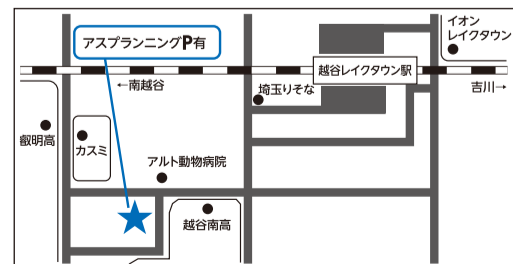 アスプランニングP有
イオン
レイクタウン
越谷レイクタウン駅
←南越谷
吉川→
埼玉りそな
叡明高
カスミ
アルト動物病院
越谷南高